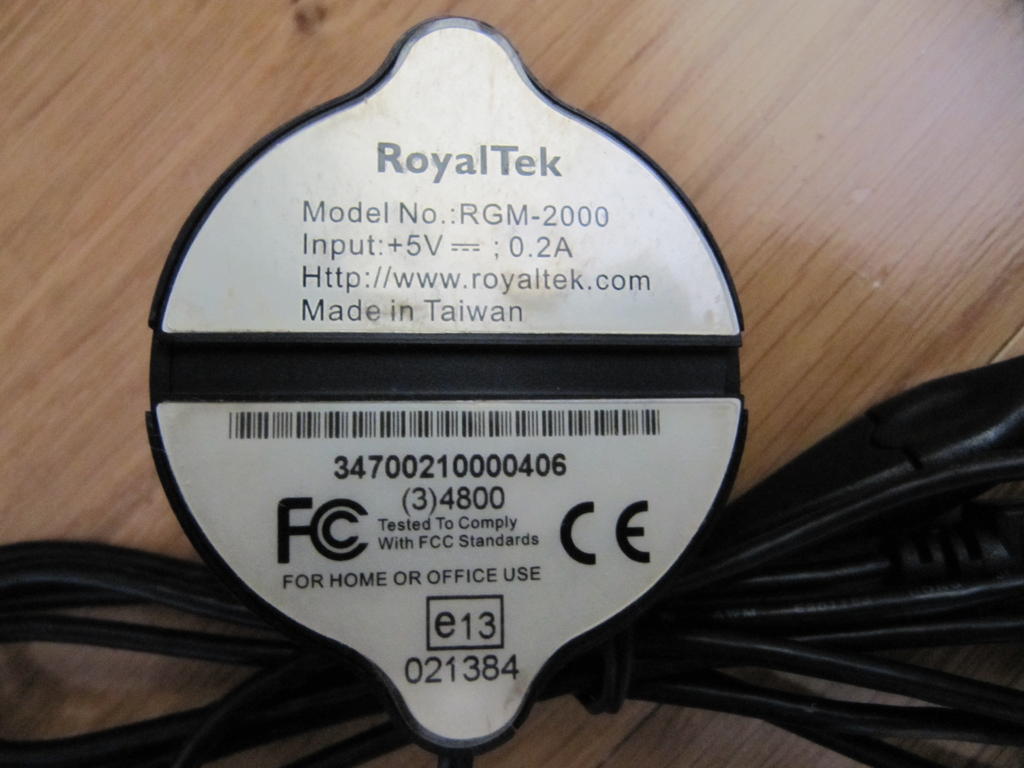 RoyalTek
Model No.:RGM-2000
Input:+5V ⎓ ; 0.2A
Http://www.royaltek.com
Made in Taiwan
34700210000406
(3)4800
FC Tested To Comply
With FCC Standards
CE
FOR HOME OR OFFICE USE
e13
021384
AWM